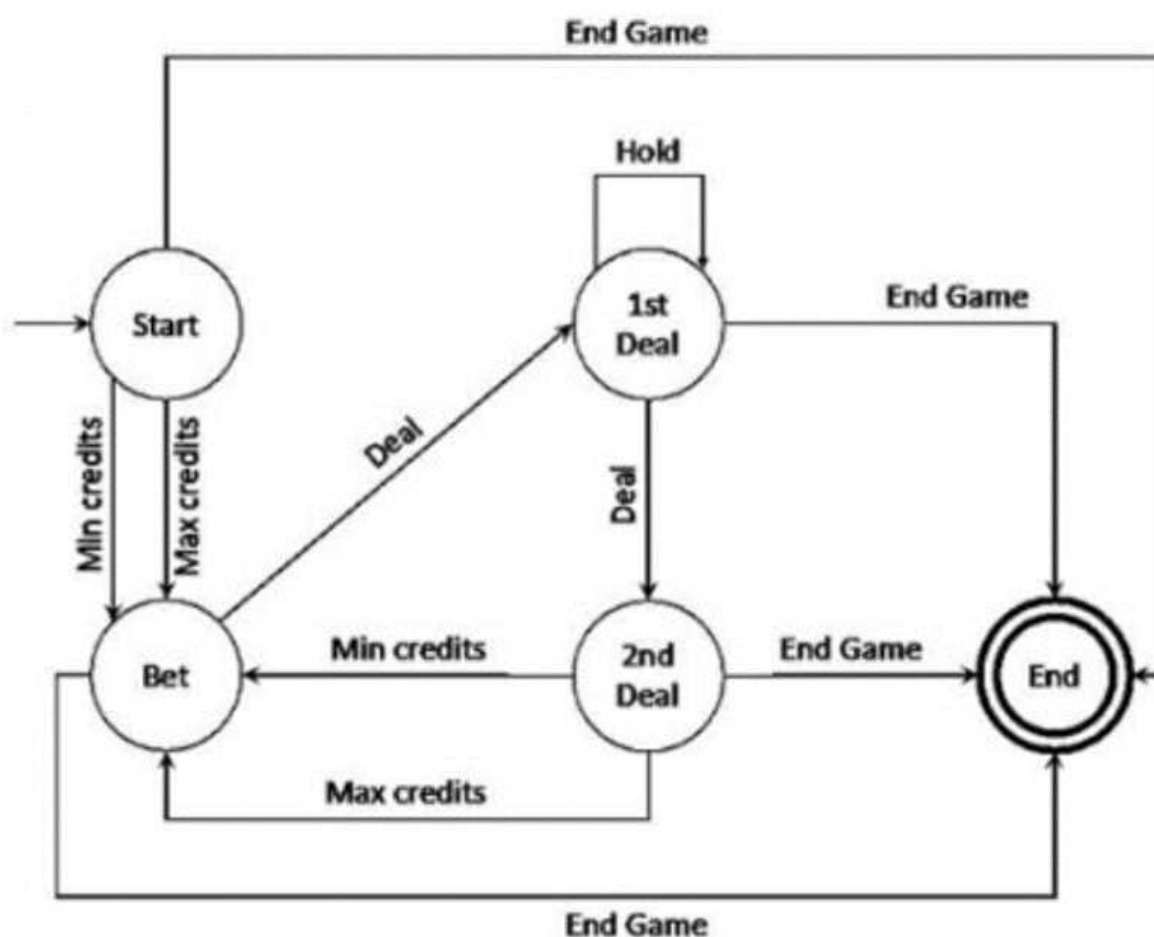 End Game
Hold
Start
1st
Deal
End Game
Min credits
Max credits
Deal
Deal
Bet
Min credits
2nd
Deal
End Game
End
Max credits
End Game